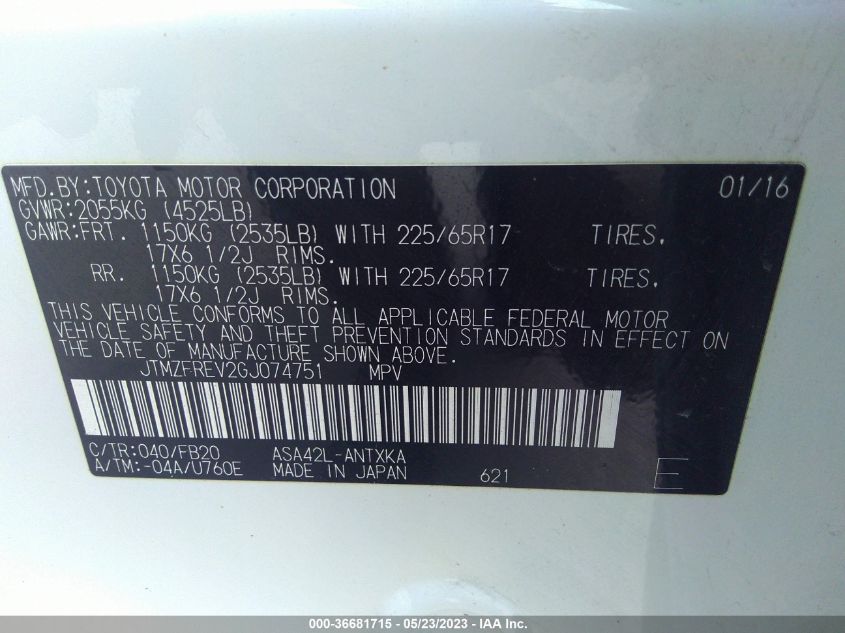 MFD.BY:TOYOTA MOTOR CORPORATION 01/16
GVWR:2055KG (4525LB)
GAWR:FRT. 1150KG (2535LB) WITH 225/65R17 TIRES.
17X6 1/2J RIMS.
RR. 1150KG (2535LB) WITH 225/65R17 TIRES.
17X6 1/2J RIMS.
THIS VEHICLE CONFORMS TO ALL APPLICABLE FEDERAL MOTOR
VEHICLE SAFETY AND THEFT PREVENTION STANDARDS IN EFFECT ON
THE DATE OF MANUFACTURE SHOWN ABOVE.
JTMZFREV2GJ074751 MPV
C/TR:040/FB20 ASA42L-ANTXKA
A/TM:-04A/U760E MADE IN JAPAN 621 E
000-36681715 - 05/23/2023 - IAA Inc.